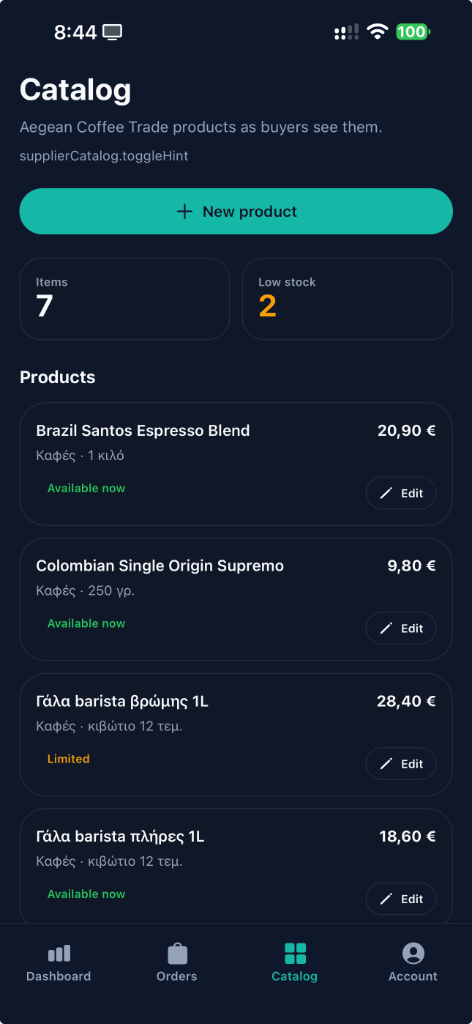 8:44
100
Catalog
Aegean Coffee Trade products as buyers see them.
supplierCatalog.toggleHint
+ New product
Items
7
Low stock
2
Products
Brazil Santos Espresso Blend
20,90 €
Καφές · 1 κιλό
Available now
Edit
Colombian Single Origin Supremo
9,80 €
Καφές · 250 γρ.
Available now
Edit
Γάλα barista βρώμης 1L
28,40 €
Καφές · κιβώτιο 12 τεμ.
Limited
Edit
Γάλα barista πλήρες 1L
18,60 €
Καφές · κιβώτιο 12 τεμ.
Available now
Edit
Dashboard
Orders
Catalog
Account